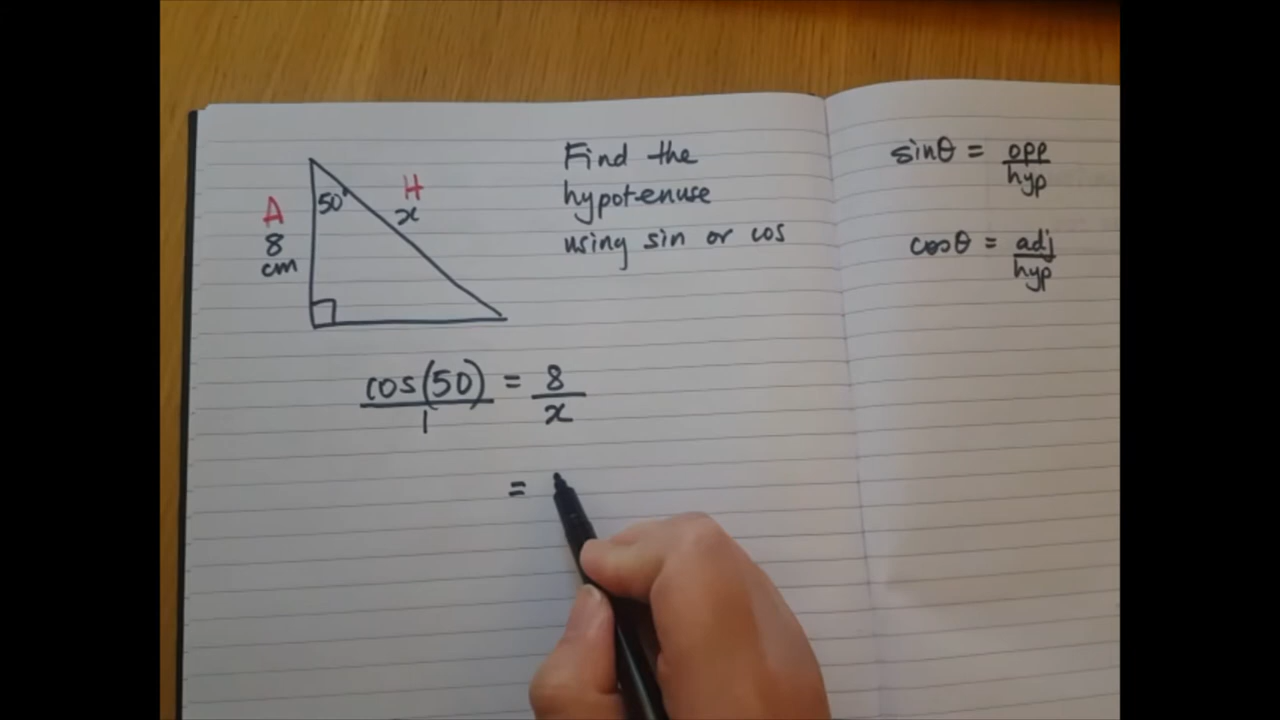 A
8
cm
50°
H
x
Find the
hypotenuse
using sin or cos
sinθ = opp
hyp
cosθ = adj
hyp
cos(50) = 8
1 x
=